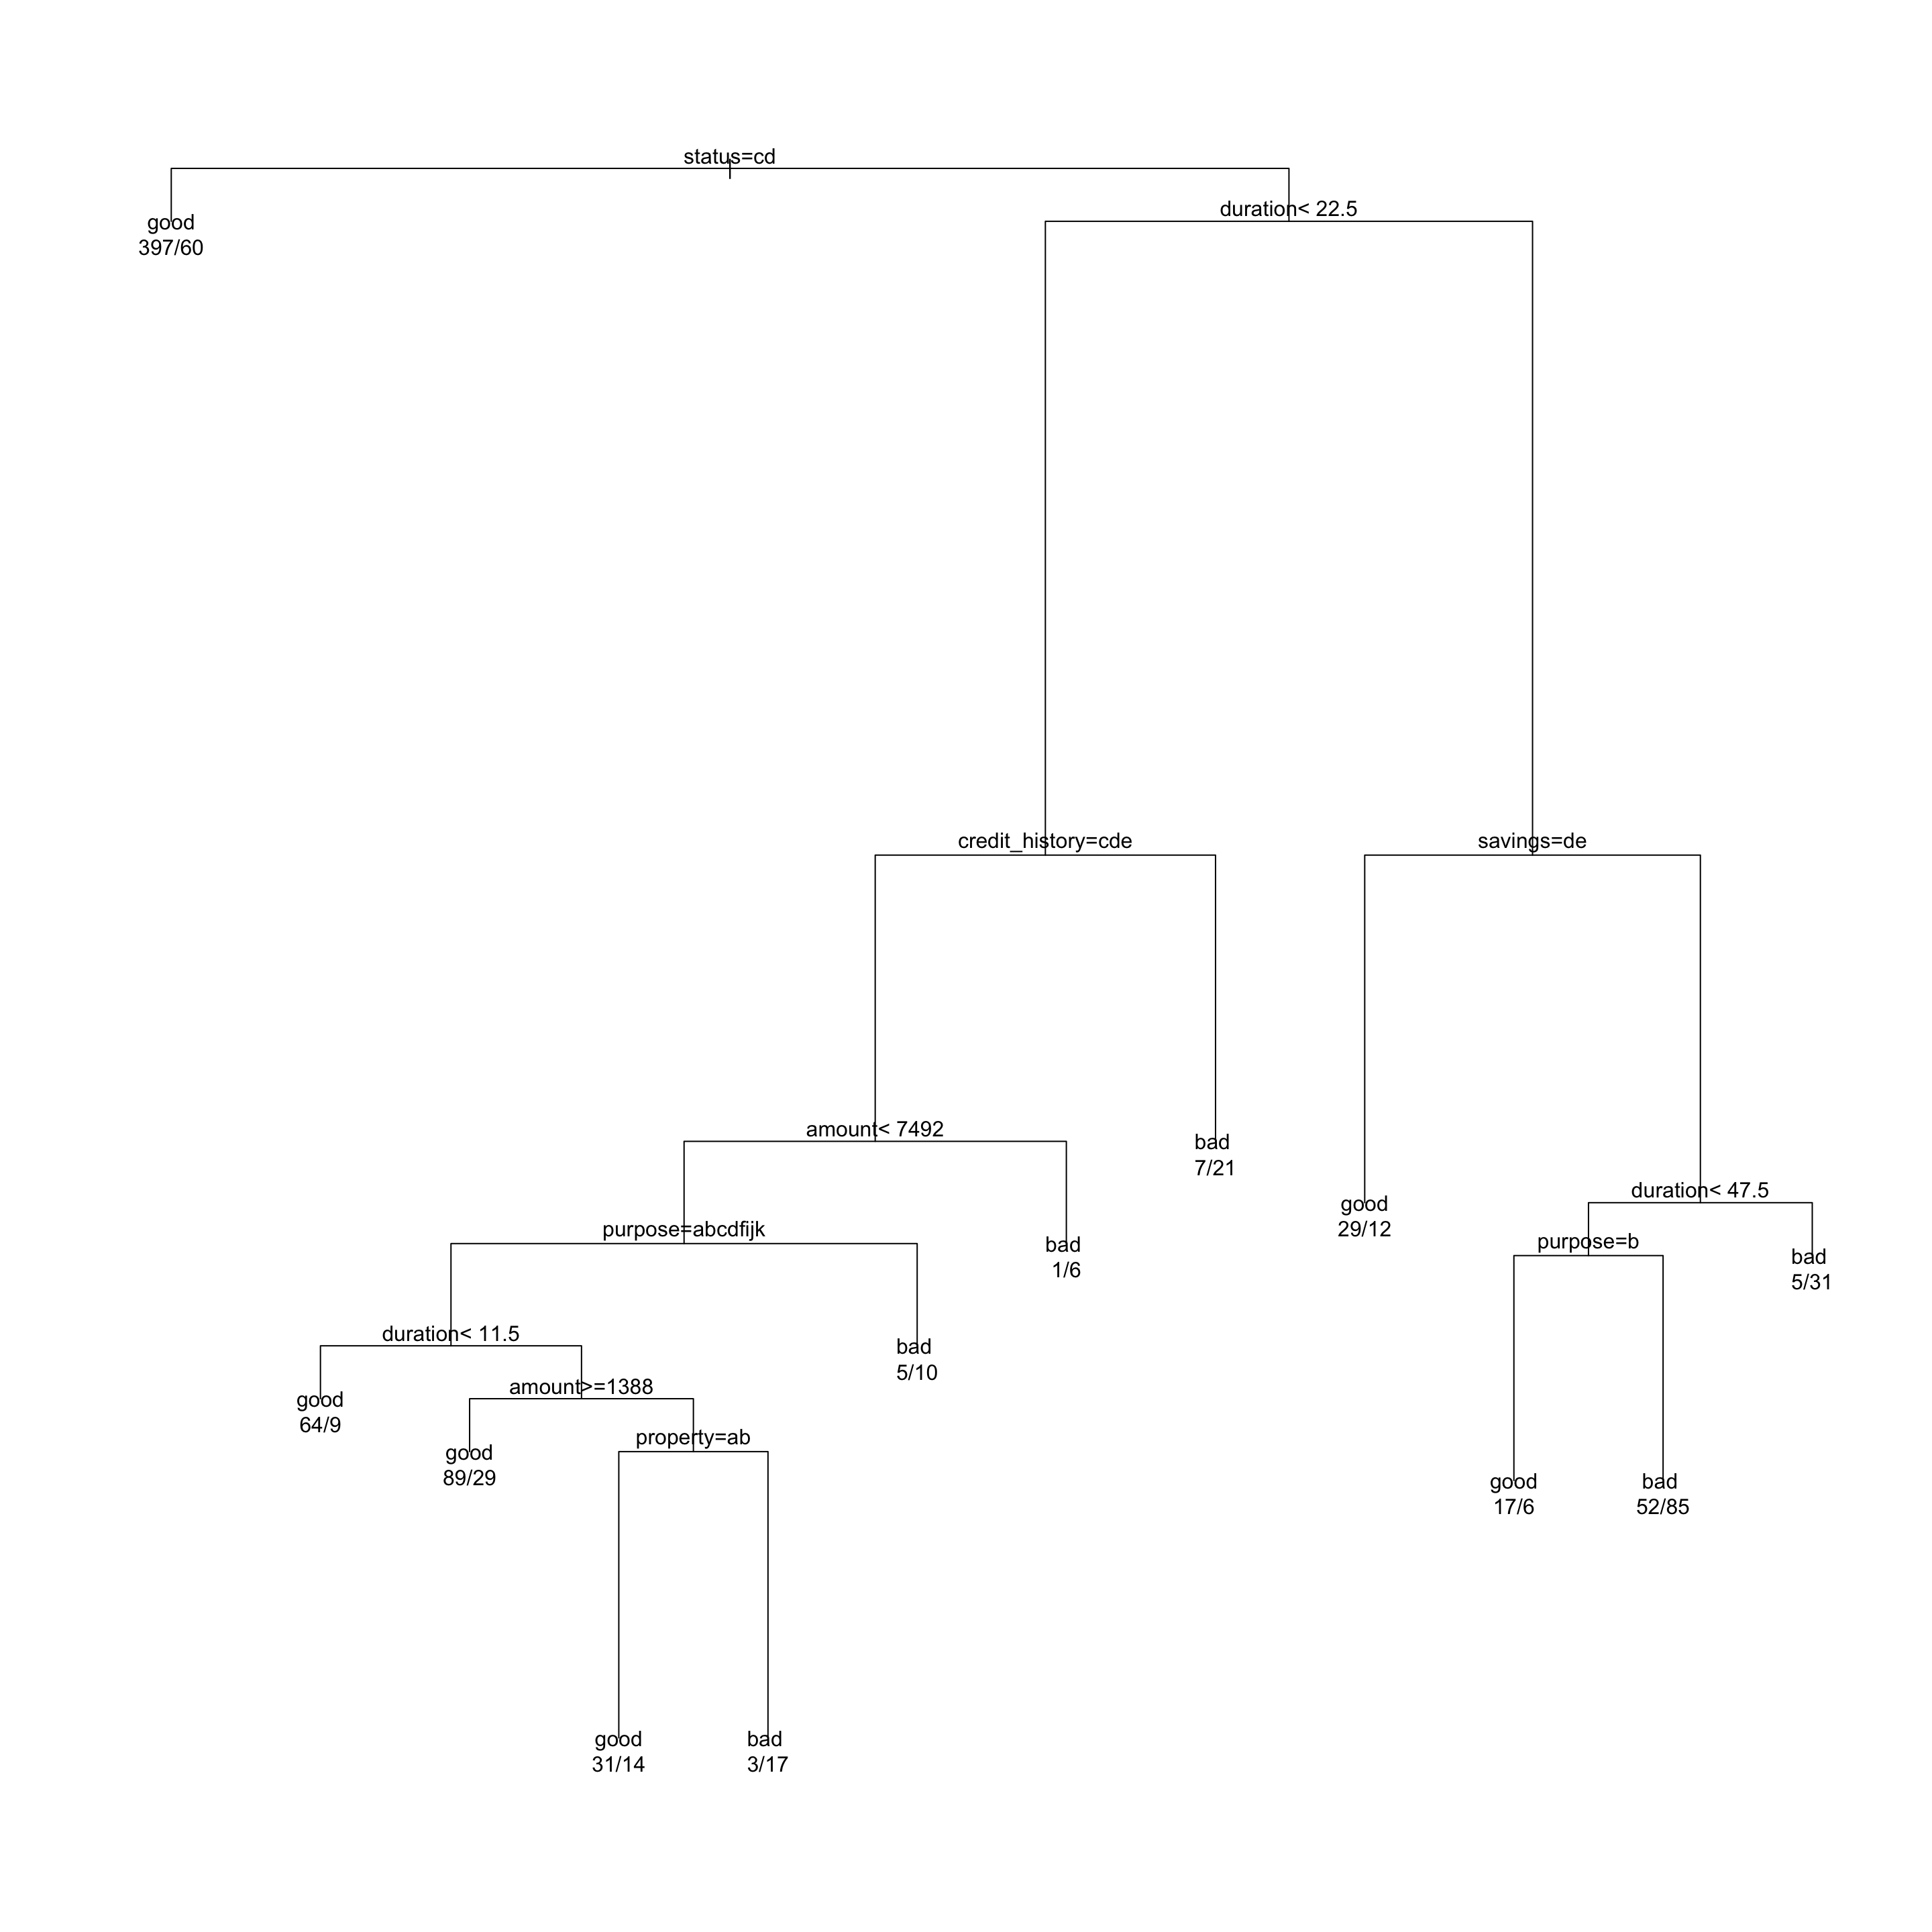 status=cd
duration< 22.5
good
397/60
credit_history=cde
savings=de
amount< 7492
bad
7/21
duration< 47.5
good
29/12
purpose=abcdfijk
purpose=b
bad
1/6
bad
5/31
duration< 11.5
bad
5/10
amount>=1388
good
64/9
property=ab
good
89/29
good
17/6
bad
52/85
good
31/14
bad
3/17